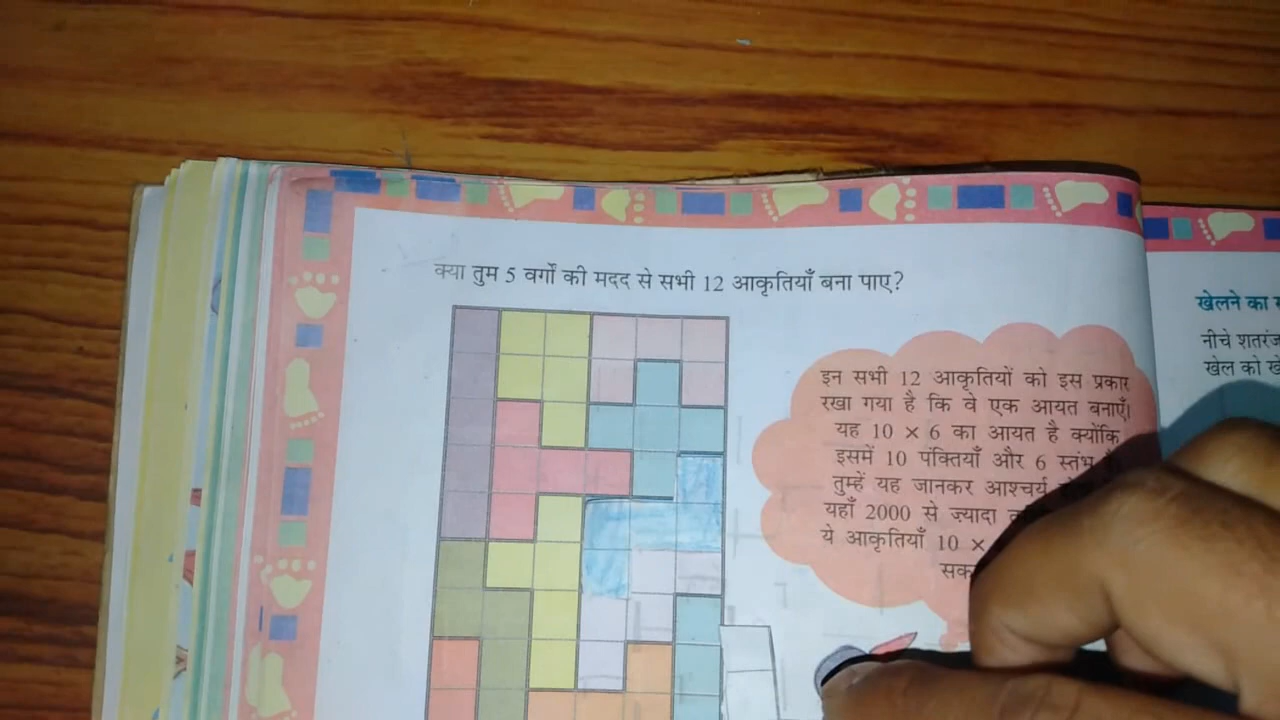 क्या तुम 5 वर्गों की मदद से सभी 12 आकृतियाँ बना पाए?
इन सभी 12 आकृतियों को इस प्रकार
रखा गया है कि वे एक आयत बनाएँ।
यह 10 × 6 का आयत है क्योंकि
इसमें 10 पंक्तियाँ और 6 स्तंभ
तुम्हें यह जानकर आश्चर्य
यहाँ 2000 से ज़्यादा
ये आकृतियाँ 10 ×
खेलने का
नीचे शतरंज
खेल को